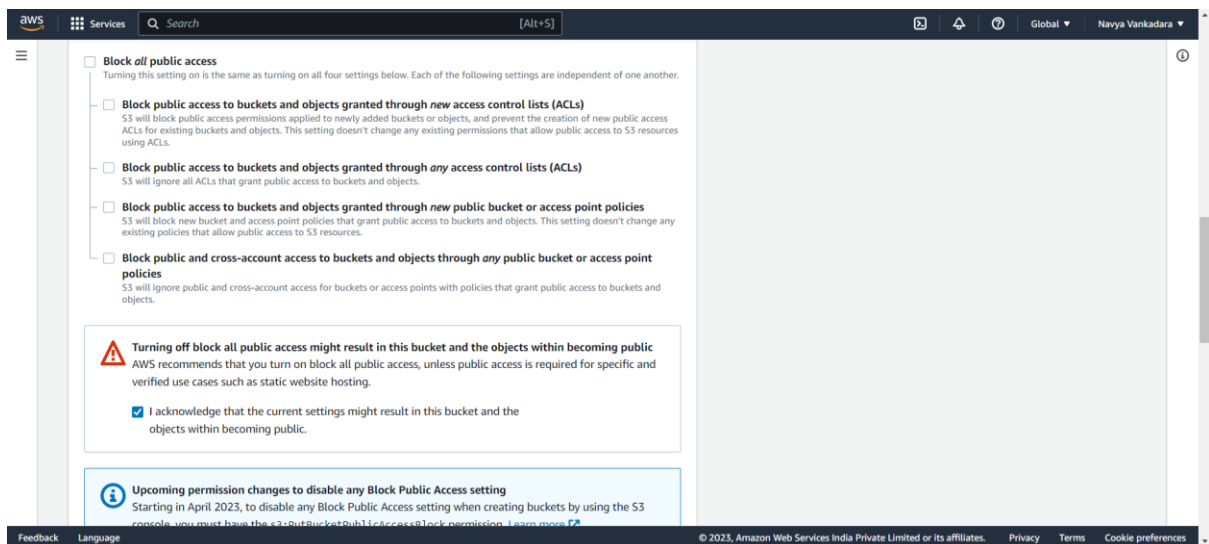 aws
Services
Search
[Alt+S]
Global
Navya Vankadara
Block all public access
Turning this setting on is the same as turning on all four settings below. Each of the following settings are independent of one another.
Block public access to buckets and objects granted through new access control lists (ACLs)
S3 will block public access permissions applied to newly added buckets or objects, and prevent the creation of new public access
ACLs for existing buckets and objects. This setting doesn't change any existing permissions that allow public access to S3 resources
using ACLs.
Block public access to buckets and objects granted through any access control lists (ACLs)
S3 will ignore all ACLs that grant public access to buckets and objects.
Block public access to buckets and objects granted through new public bucket or access point policies
S3 will block new bucket and access point policies that grant public access to buckets and objects. This setting doesn't change any
existing policies that allow public access to S3 resources.
Block public and cross-account access to buckets and objects through any public bucket or access point
policies
S3 will ignore public and cross-account access for buckets or access points with policies that grant public access to buckets and
objects.
Turning off block all public access might result in this bucket and the objects within becoming public
AWS recommends that you turn on block all public access, unless public access is required for specific and
verified use cases such as static website hosting.
I acknowledge that the current settings might result in this bucket and the
objects within becoming public.
Upcoming permission changes to disable any Block Public Access setting
Starting in April 2023, to disable any Block Public Access setting when creating buckets by using the S3
console, you must have the s3:PutBucketPublicAccessBlock permission. Learn more
Feedback
Language
© 2023, Amazon Web Services India Private Limited or its affiliates.
Privacy
Terms
Cookie preferences